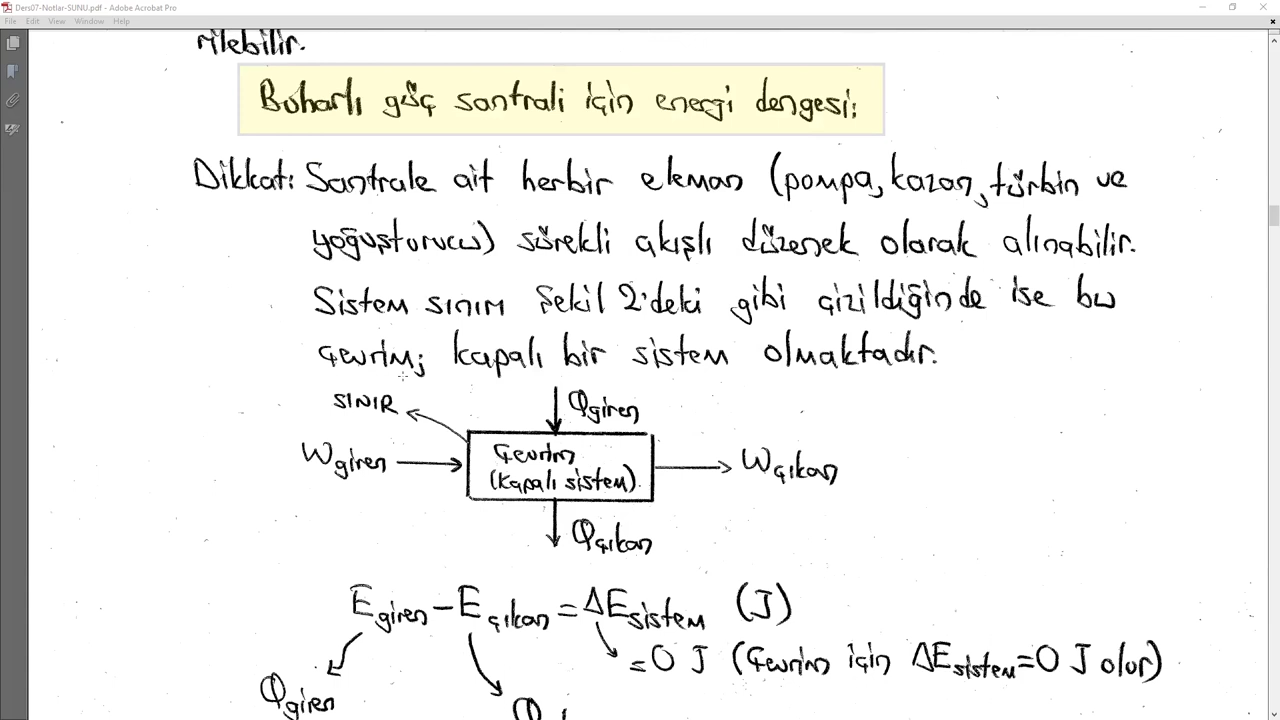 Ders07-Notlar-SUNU.pdf - Adobe Acrobat Pro
File Edit View Window Help
rilebilir.
Buharlı güç santrali için enerji dengesi:
Dikkat: Santrale ait herbir ekman (pompa, kazan, türbin ve
yoğuşturucu) sürekli akışlı düzenek olarak alınabilir.
Sistem sınırı Şekil 2'deki gibi çizildiğinde ise bu
çevrim; kapalı bir sistem olmaktadır.
SINIR
Qgiren
Wgiren
Çevrim
(kapalı sistem)
Wçıkan
Qçıkan
Egiren - Eçıkan = ΔEsistem (J)
= 0 J (Çevrim için ΔEsistem = 0 J olur)
Qgiren